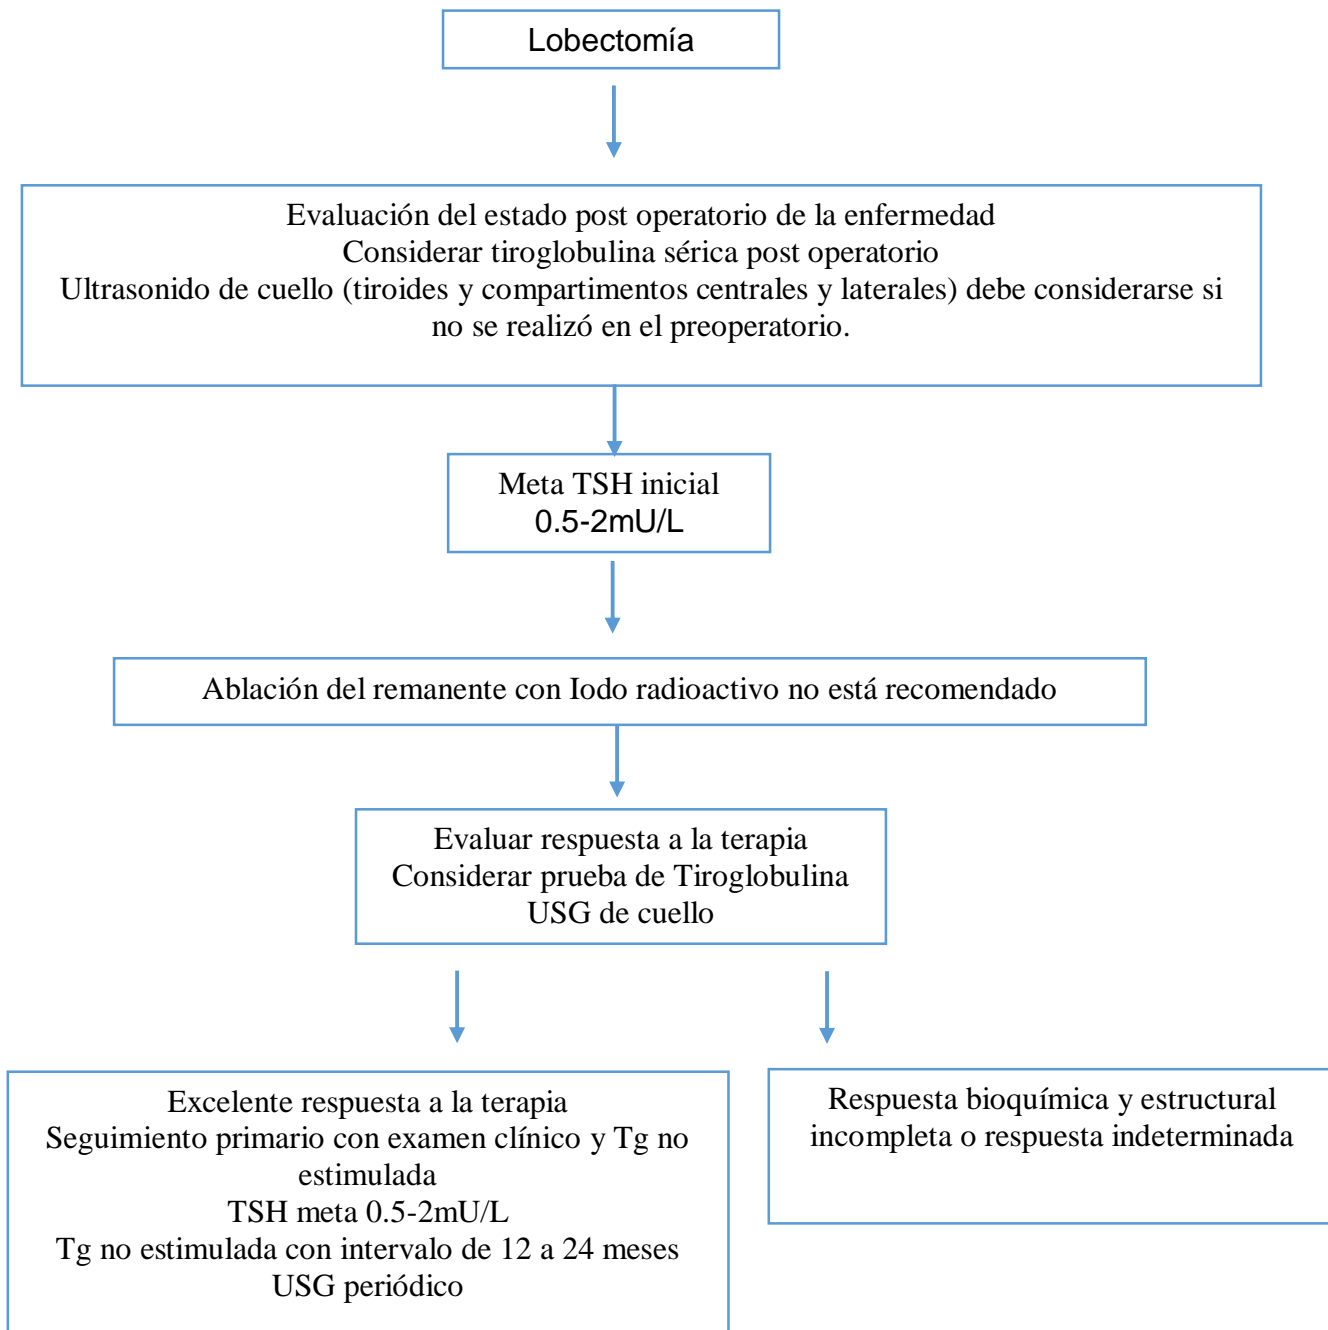 Lobectomía
Evaluación del estado post operatorio de la enfermedad
Considerar tiroglobulina sérica post operatorio
Ultrasonido de cuello (tiroides y compartimentos centrales y laterales) debe considerarse si
no se realizó en el preoperatorio.
Meta TSH inicial
0.5-2mU/L
Ablación del remanente con Iodo radioactivo no está recomendado
Evaluar respuesta a la terapia
Considerar prueba de Tiroglobulina
USG de cuello
Excelente respuesta a la terapia
Seguimiento primario con examen clínico y Tg no
estimulada
TSH meta 0.5-2mU/L
Tg no estimulada con intervalo de 12 a 24 meses
USG periódico
Respuesta bioquímica y estructural
incompleta o respuesta indeterminada